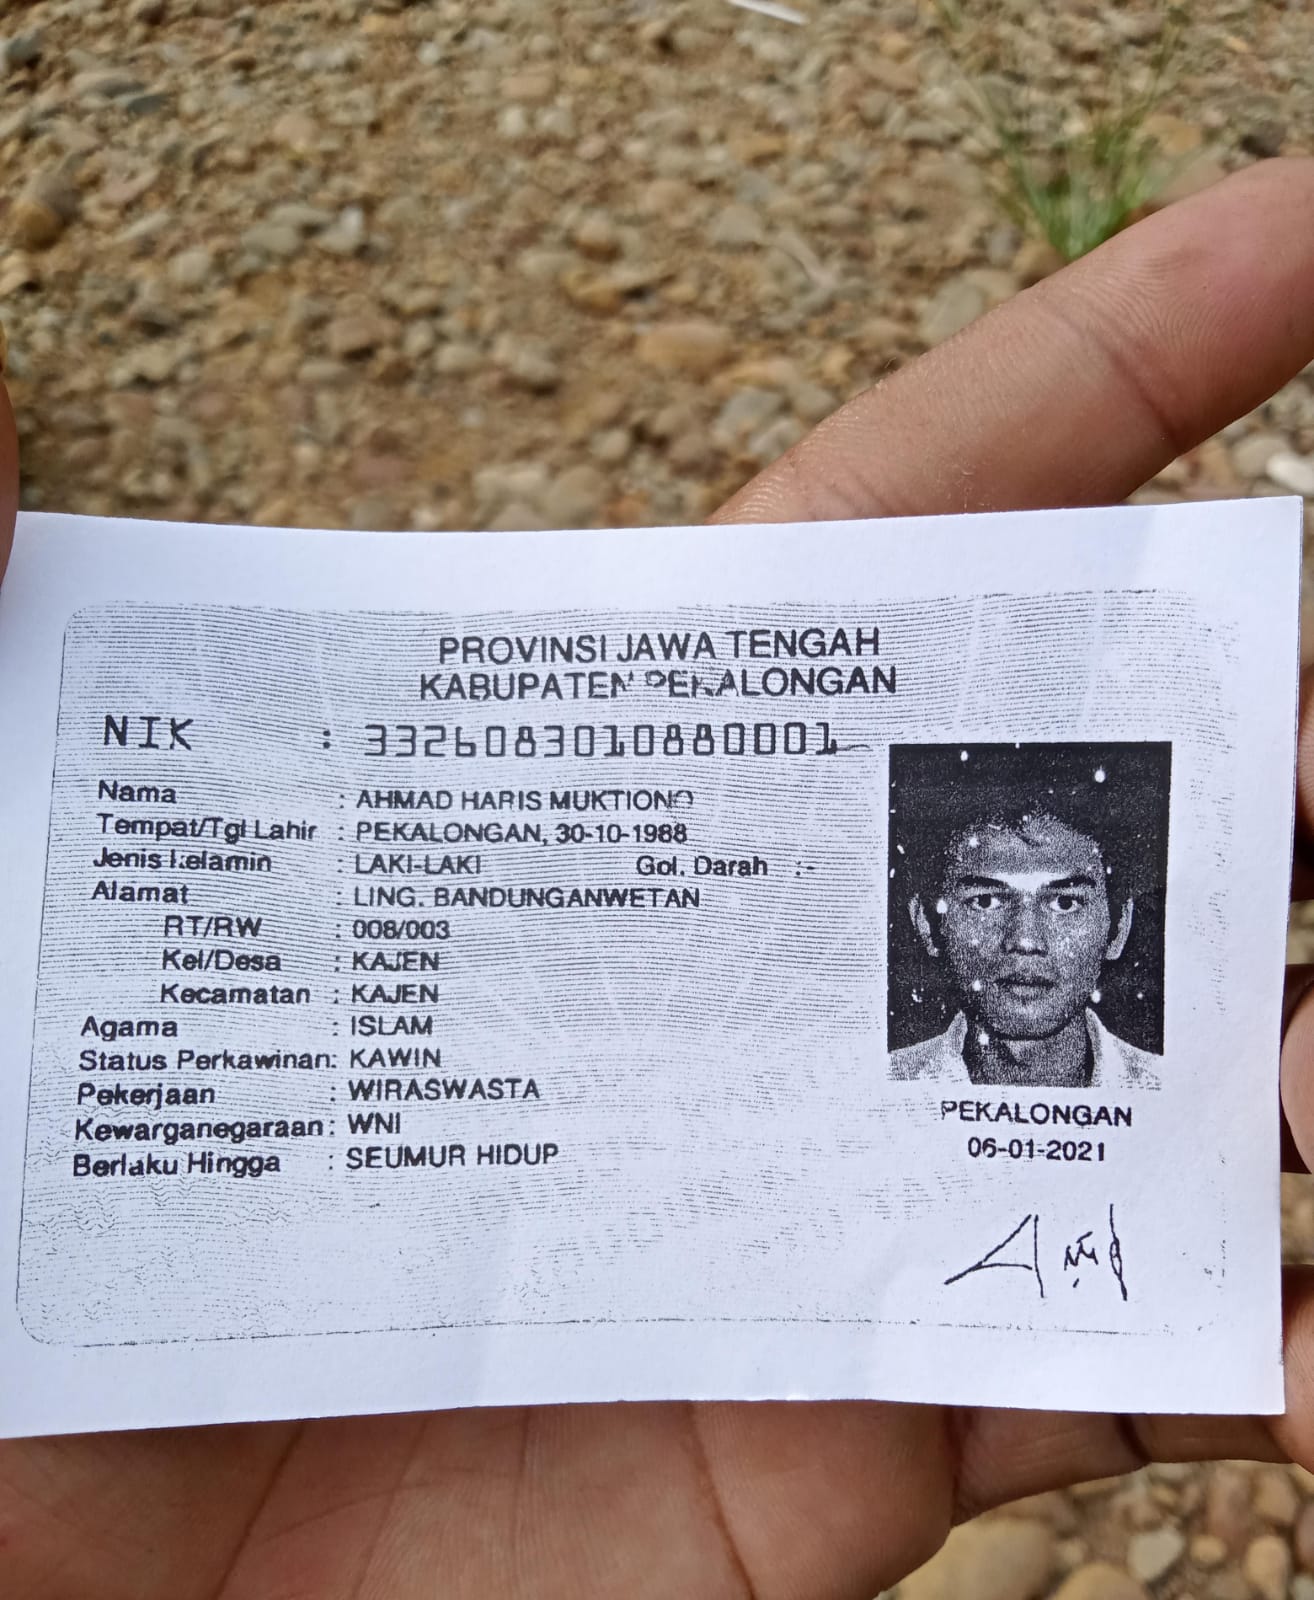 PROVINSI JAWA TENGAH
KABUPATEN PEKALONGAN
NIK : 3326083010880001
Nama : AHMAD HARIS MUKTIONO
Tempat/Tgl Lahir : PEKALONGAN, 30-10-1988
Jenis Kelamin : LAKI-LAKI Gol. Darah :-
Alamat : LING. BANDUNGANWETAN
RT/RW : 008/003
Kel/Desa : KAJEN
Kecamatan : KAJEN
Agama : ISLAM
Status Perkawinan: KAWIN
Pekerjaan : WIRASWASTA
Kewarganegaraan: WNI
Berlaku Hingga : SEUMUR HIDUP
PEKALONGAN
06-01-2021